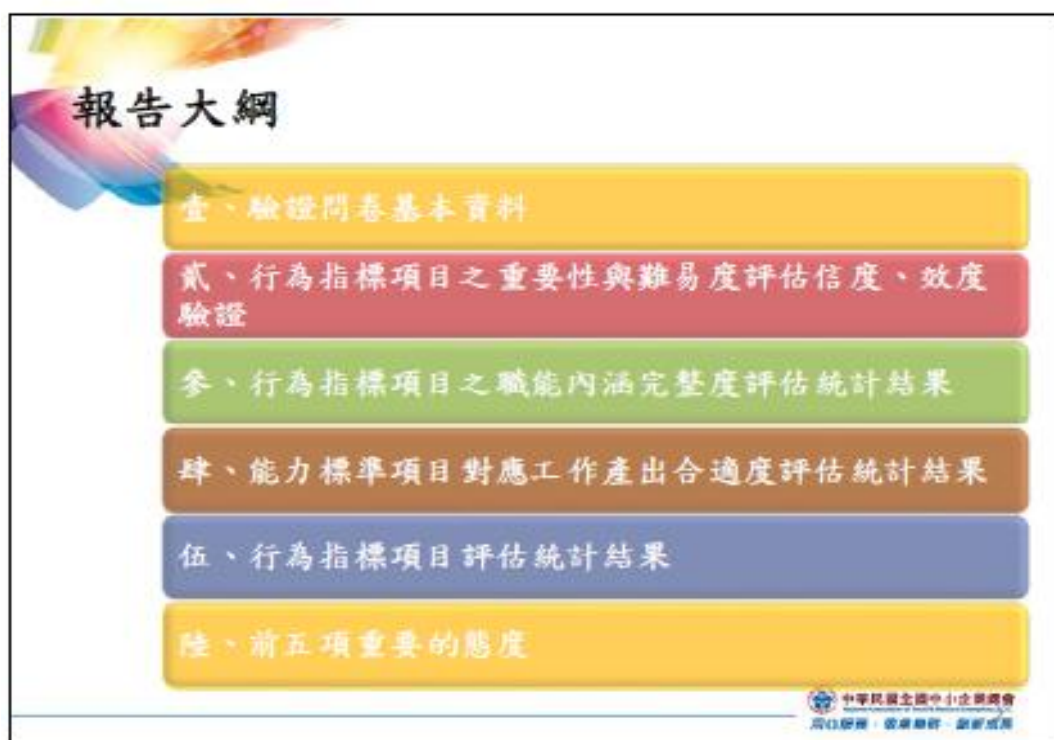 報告大綱
壹、驗證問卷基本資料
貳、行為指標項目之重要性與難易度評估信度、效度
驗證
參、行為指標項目之職能內涵完整度評估統計結果
肆、能力標準項目對應工作產出合適度評估統計結果
伍、行為指標項目評估統計結果
陸、前五項重要的態度
中華民國全國中小企業總會